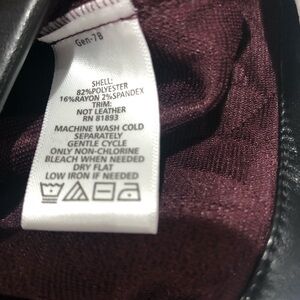 Gen-78
SHELL:
82%POLYESTER
16%RAYON 2%SPANDEX
TRIM:
NOT LEATHER
RN 81893
MACHINE WASH COLD
SEPARATELY
GENTLE CYCLE
ONLY NON-CHLORINE
BLEACH WHEN NEEDED
DRY FLAT
LOW IRON IF NEEDED